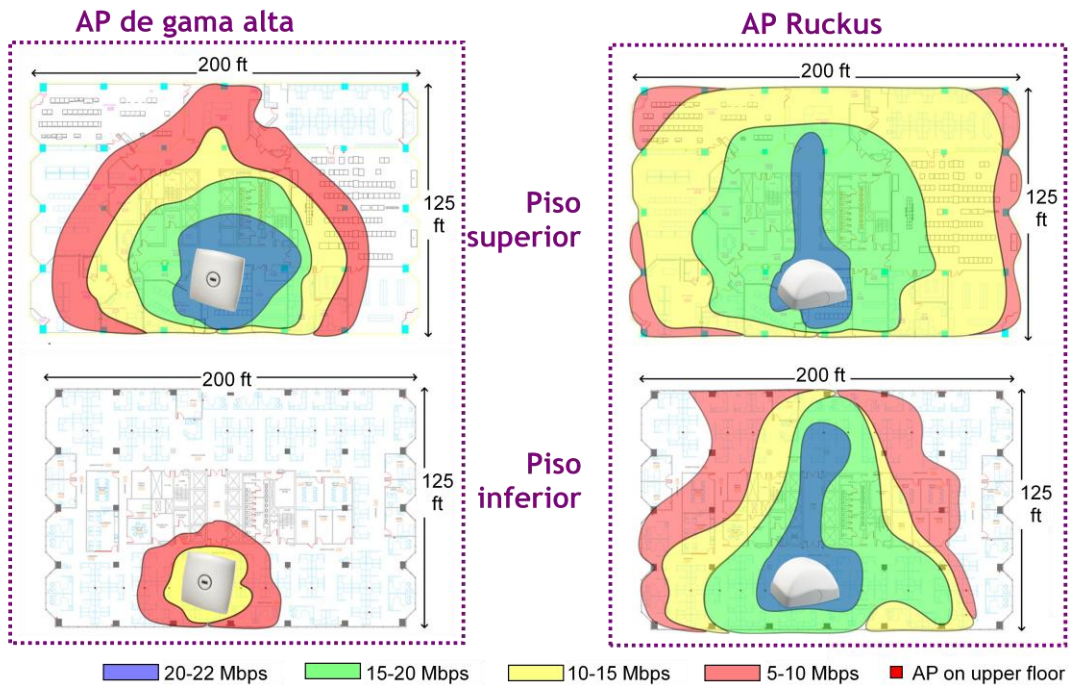 AP de gama alta
AP Ruckus
200 ft
200 ft
125
ft
125
ft
Piso
superior
200 ft
200 ft
125
ft
125
ft
Piso
inferior
20-22 Mbps
15-20 Mbps
10-15 Mbps
5-10 Mbps
AP on upper floor